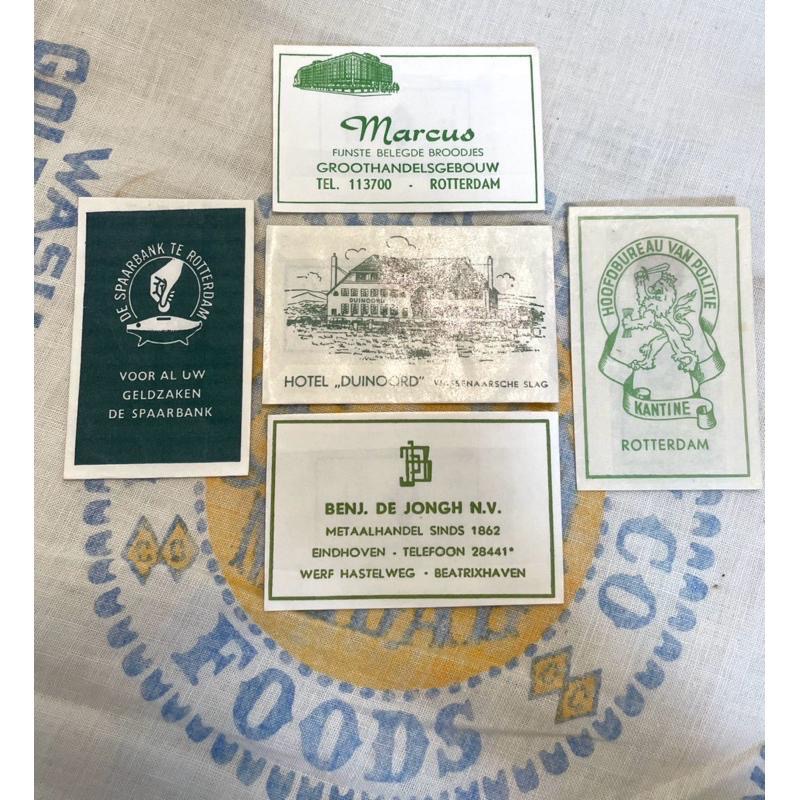 Marcus
FIJNSTE BELEGDE BROODJES
GROOTHANDELSGEBOUW
TEL. 113700 - ROTTERDAM
DE SPAARBANK TE ROTTERDAM
VOOR AL UW
GELDZAKEN
DE SPAARBANK
DUINOORD
HOTEL „DUINOORD” WASSENAARSCHE SLAG
HOOFDBUREAU VAN POLITIE
KANTINE
ROTTERDAM
BENJ. DE JONGH N.V.
METAALHANDEL SINDS 1862
EINDHOVEN - TELEFOON 28441*
WERF HASTELWEG - BEATRIXHAVEN
CO
FOODS